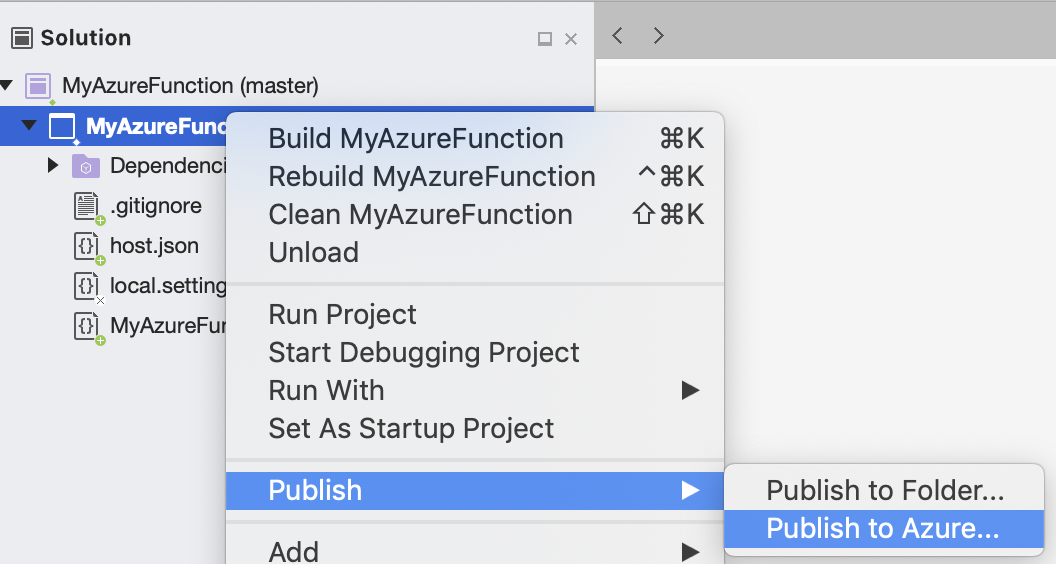 Solution
MyAzureFunction (master)
MyAzureFunc
Dependenci
.gitignore
host.json
local.setting
MyAzureFun
Build MyAzureFunction ⌘K
Rebuild MyAzureFunction ^⌘K
Clean MyAzureFunction ⇧⌘K
Unload
Run Project
Start Debugging Project
Run With
Set As Startup Project
Publish
Publish to Folder...
Publish to Azure...
Add